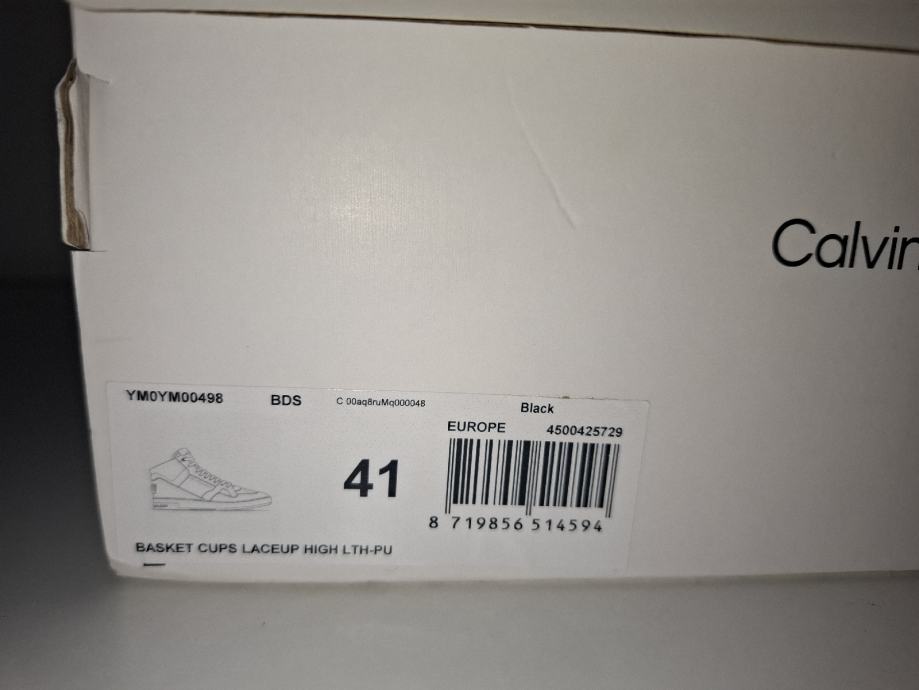 Calvin
YM0YM00498 BDS C 00aq8ruMq000048 Black
EUROPE 4500425729
41
8 719856 514594
BASKET CUPS LACEUP HIGH LTH-PU